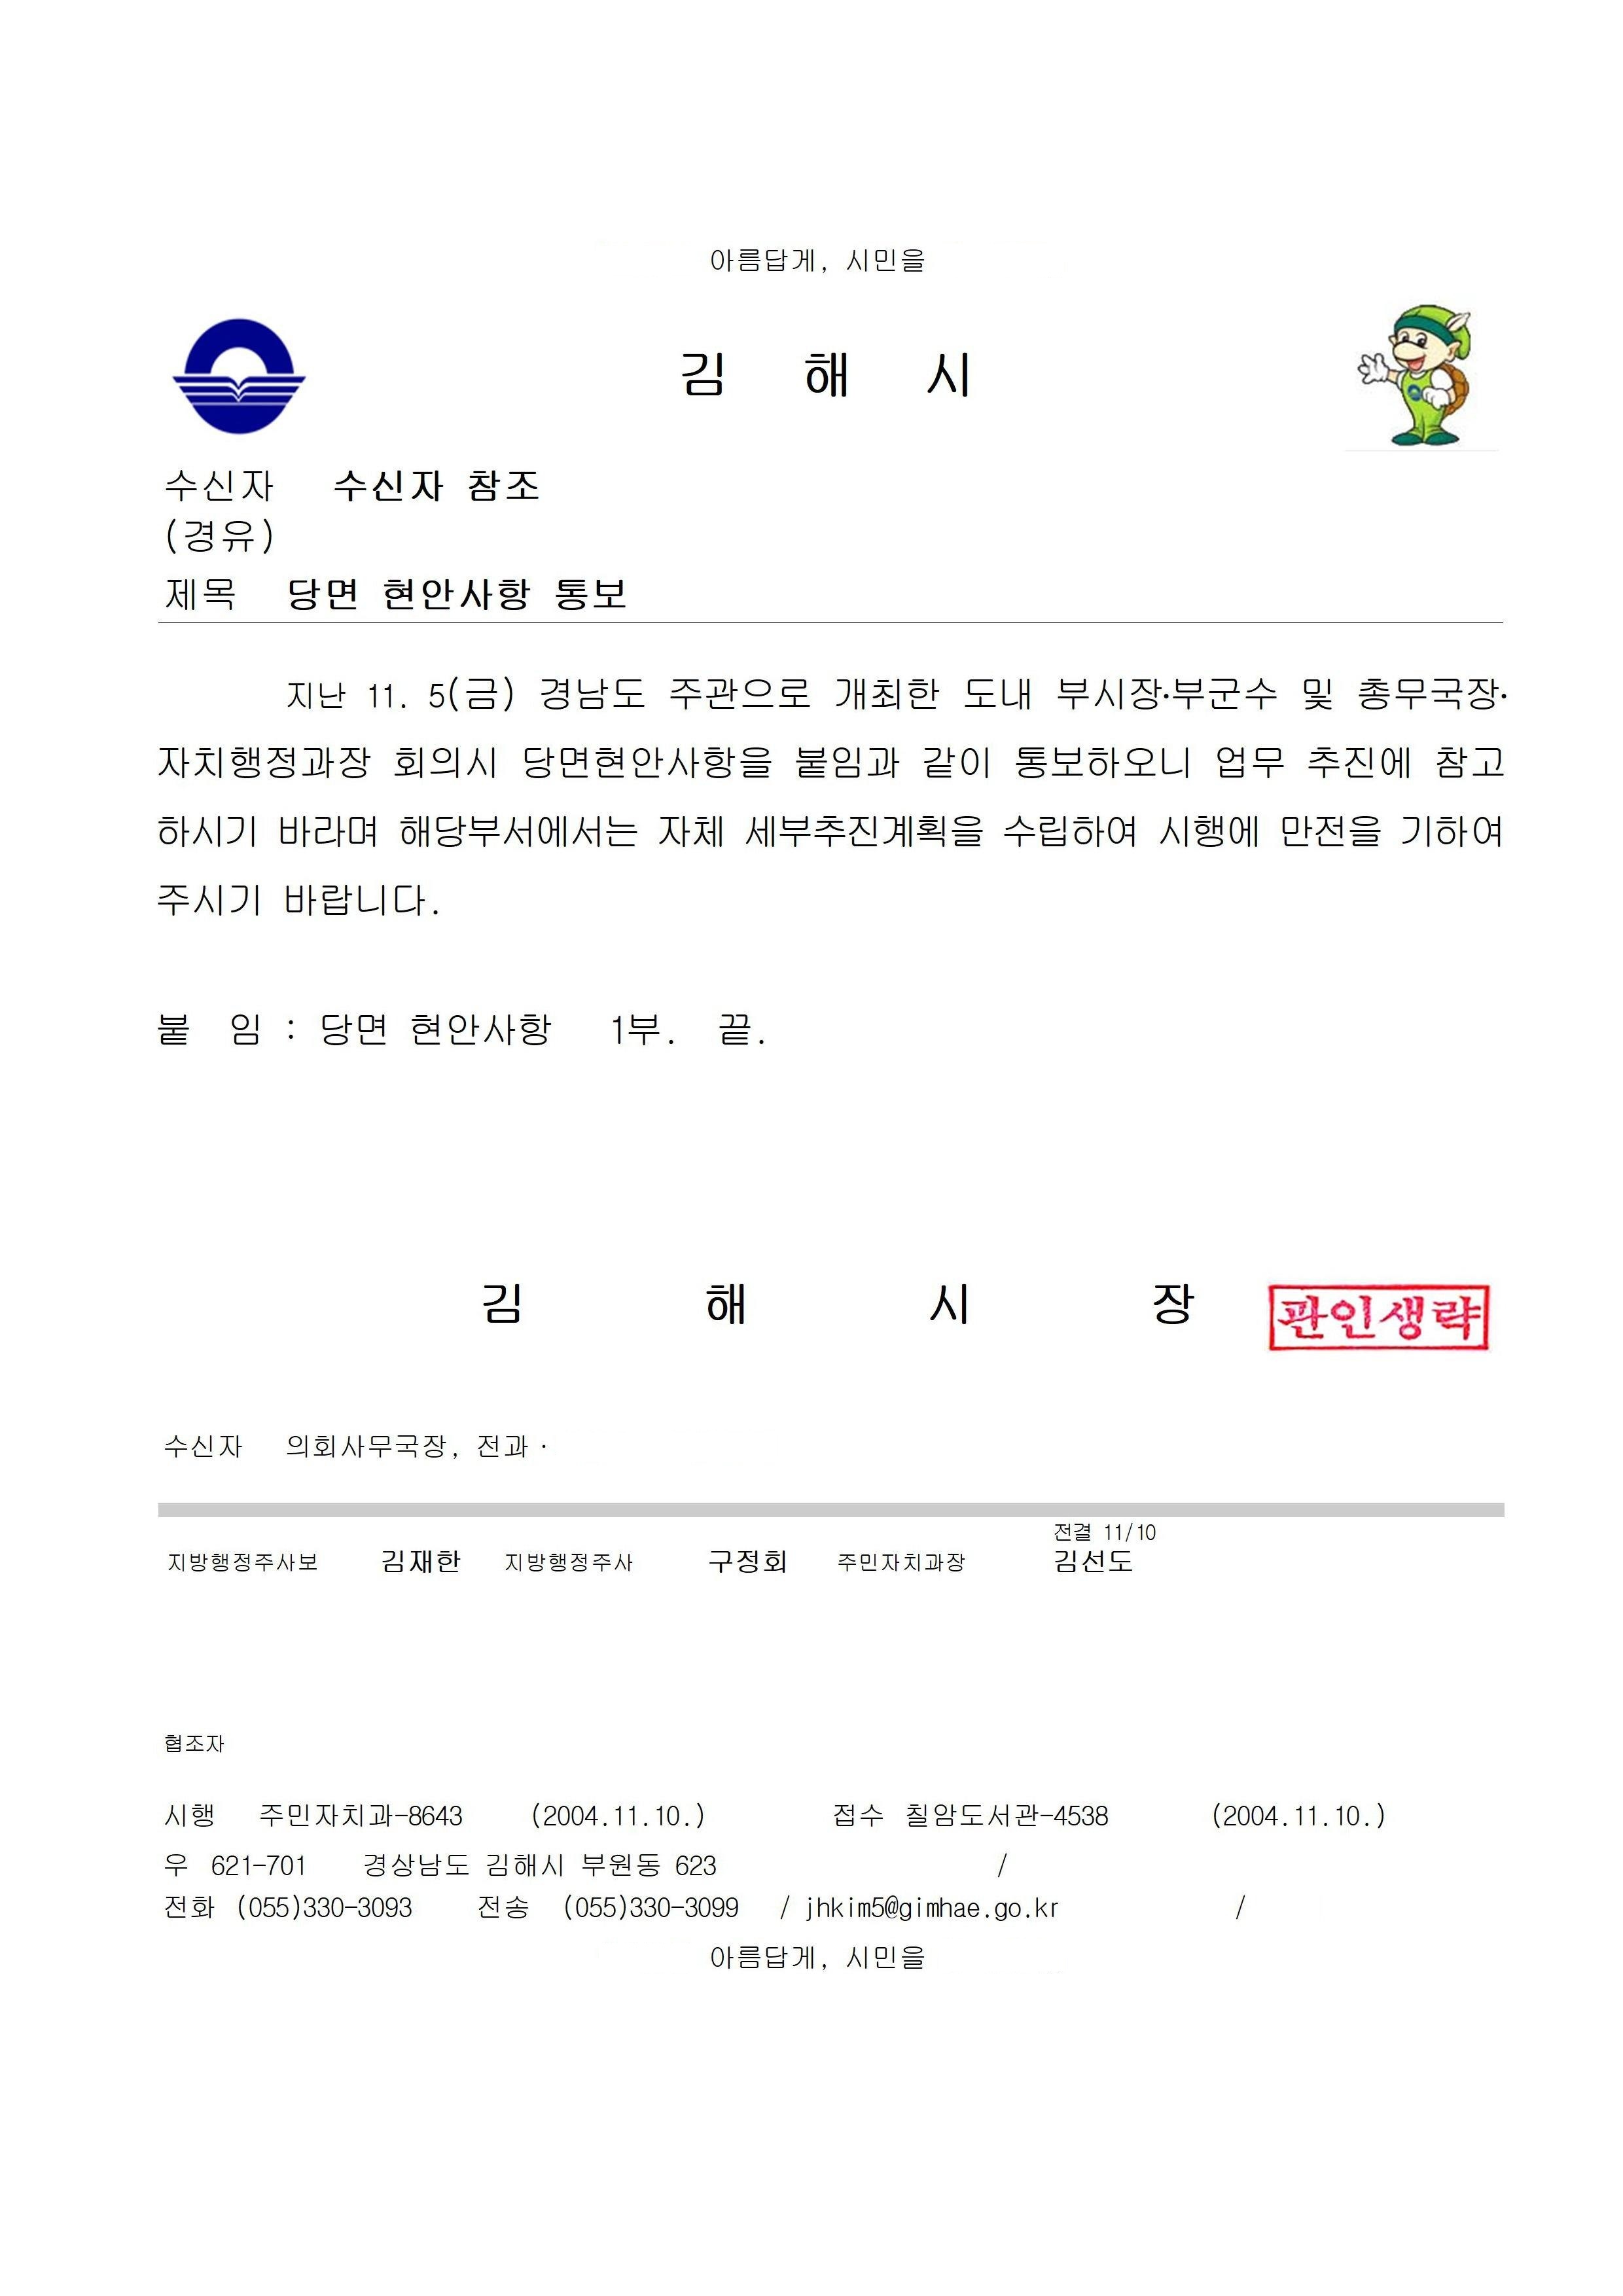 아름답게, 시민을
김 해 시
수신자 수신자 참조
(경유)
제목 당면 현안사항 통보
지난 11. 5(금) 경남도 주관으로 개최한 도내 부시장·부군수 및 총무국장·
자치행정과장 회의시 당면현안사항을 붙임과 같이 통보하오니 업무 추진에 참고
하시기 바라며 해당부서에서는 자체 세부추진계획을 수립하여 시행에 만전을 기하여
주시기 바랍니다.
붙 임 : 당면 현안사항 1부. 끝.
김 해 시 장 관인생략
수신자 의회사무국장, 전과·
전결 11/10
지방행정주사보 김재한 지방행정주사 구정회 주민자치과장 김선도
협조자
시행 주민자치과-8643 (2004.11.10.) 접수 칠암도서관-4538 (2004.11.10.)
우 621-701 경상남도 김해시 부원동 623 /
전화 (055)330-3093 전송 (055)330-3099 / jhkim5@gimhae.go.kr /
아름답게, 시민을